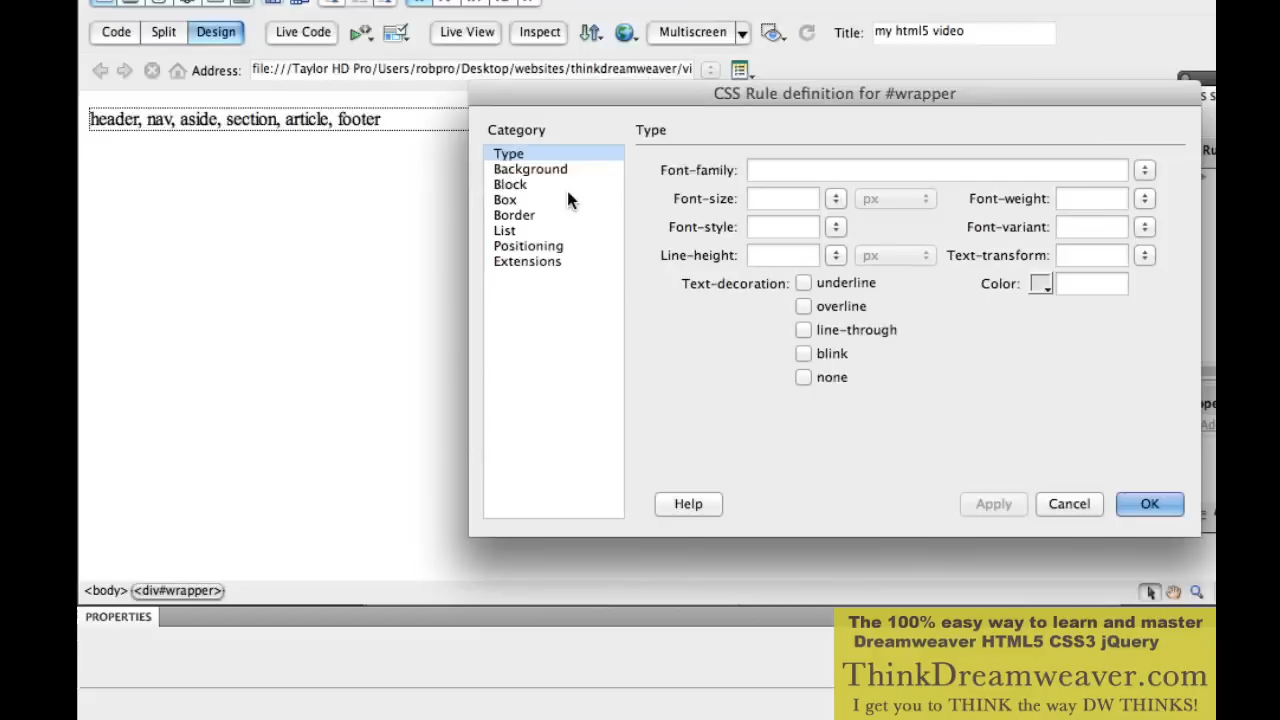 Code Split Design Live Code Live View Inspect Multiscreen Title: my html5 video
Address: file:///Taylor HD Pro/Users/robpro/Desktop/websites/thinkdreamweaver/vi
CSS Rule definition for #wrapper
header, nav, aside, section, article, footer
Category
Type
Background
Block
Box
Border
List
Positioning
Extensions
Type
Font-family:
Font-size: px Font-weight:
Font-style: Font-variant:
Line-height: px Text-transform:
Text-decoration: underline Color:
overline
line-through
blink
none
Help Apply Cancel OK
<body> <div#wrapper>
PROPERTIES
The 100% easy way to learn and master
Dreamweaver HTML5 CSS3 jQuery
ThinkDreamweaver.com
I get you to THINK the way DW THINKS!